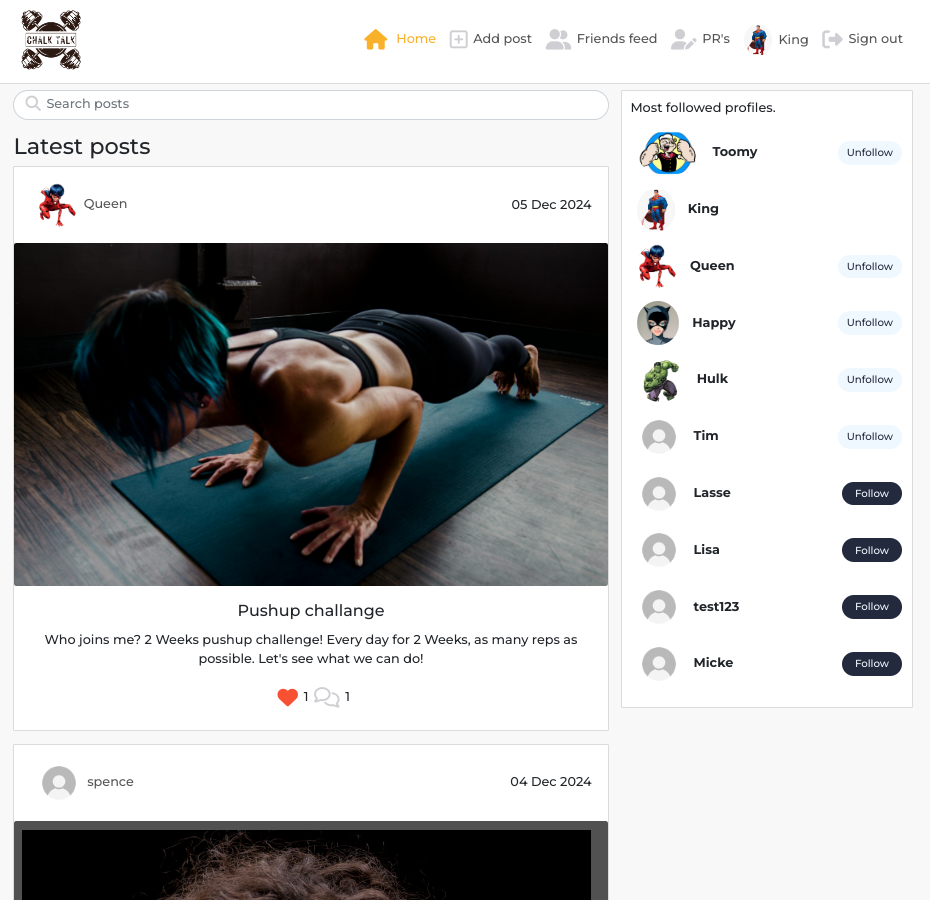 CHALK TALK
Home
Add post
Friends feed
PR's
King
Sign out
Search posts
Latest posts
Queen
05 Dec 2024
Pushup challange
Who joins me? 2 Weeks pushup challenge! Every day for 2 Weeks, as many reps as
possible. Let's see what we can do!
1
1
spence
04 Dec 2024
Most followed profiles.
Toomy
Unfollow
King
Queen
Unfollow
Happy
Unfollow
Hulk
Unfollow
Tim
Unfollow
Lasse
Follow
Lisa
Follow
test123
Follow
Micke
Follow